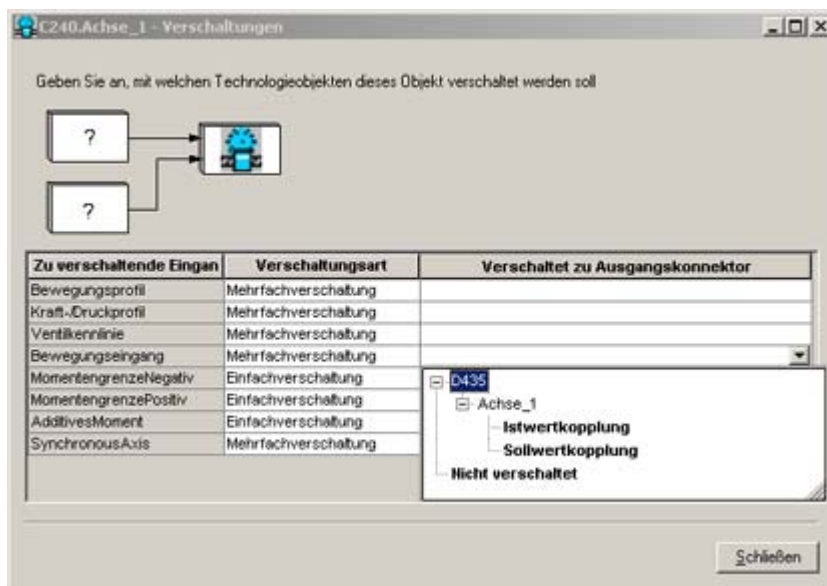 C240.Achse_1 - Verschaltungen
Geben Sie an, mit welchen Technologieobjekten dieses Objekt verschaltet werden soll
?
?
Zu verschaltende Eingan Verschaltungsart Verschaltet zu Ausgangskonnektor
Bewegungsprofil Mehrfachverschaltung
Kraft-/Druckprofil Mehrfachverschaltung
Ventilkennlinie Mehrfachverschaltung
Bewegungseingang Mehrfachverschaltung
MomentengrenzeNegativ Einfachverschaltung
MomentengrenzePositiv Einfachverschaltung
AdditivesMoment Einfachverschaltung
SynchronousAxis Mehrfachverschaltung
D435
Achse_1
Istwertkopplung
Sollwertkopplung
Nicht verschaltet
Schließen